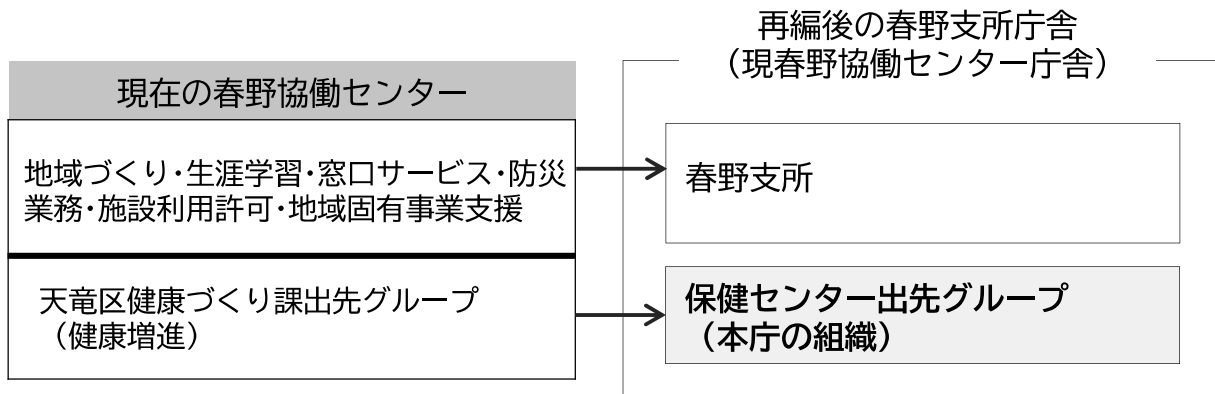 再編後の春野支所庁舎
（現春野協働センター庁舎）
現在の春野協働センター
地域づくり・生涯学習・窓口サービス・防災
業務・施設利用許可・地域固有事業支援
春野支所
天竜区健康づくり課出先グループ
（健康増進）
保健センター出先グループ
（本庁の組織）